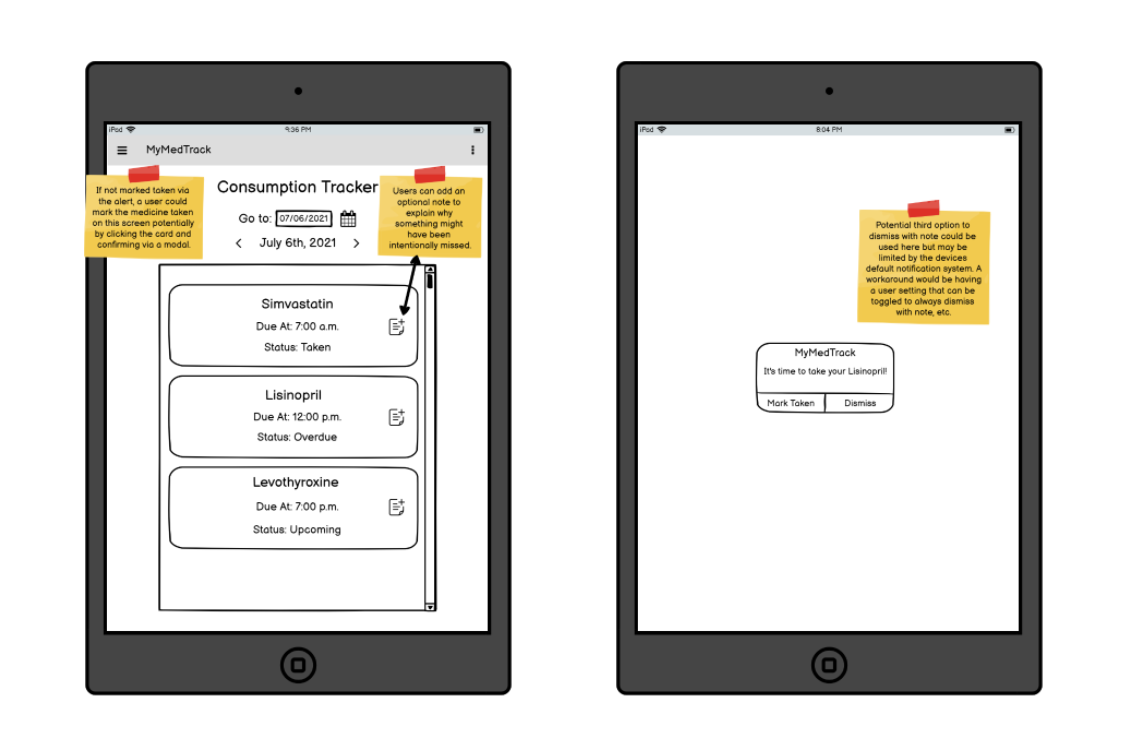 iPod
9:36 PM
MyMedTrack
If not marked taken via
the alert, a user could
mark the medicine taken
on this screen potentially
by clicking the card and
confirming via a modal.
Consumption Tracker
Go to: 07/06/2021
July 6th, 2021
Users can add an
optional note to
explain why
something might
have been
intentionally missed.
Simvastatin
Due At: 7:00 a.m.
Status: Taken
Lisinopril
Due At: 12:00 p.m.
Status: Overdue
Levothyroxine
Due At: 7:00 p.m.
Status: Upcoming
iPod
8:04 PM
Potential third option to
dismiss with note could be
used here but may be
limited by the devices
default notification system. A
workaround would be having
a user setting that can be
toggled to always dismiss
with note, etc.
MyMedTrack
It's time to take your Lisinopril!
Mark Taken
Dismiss